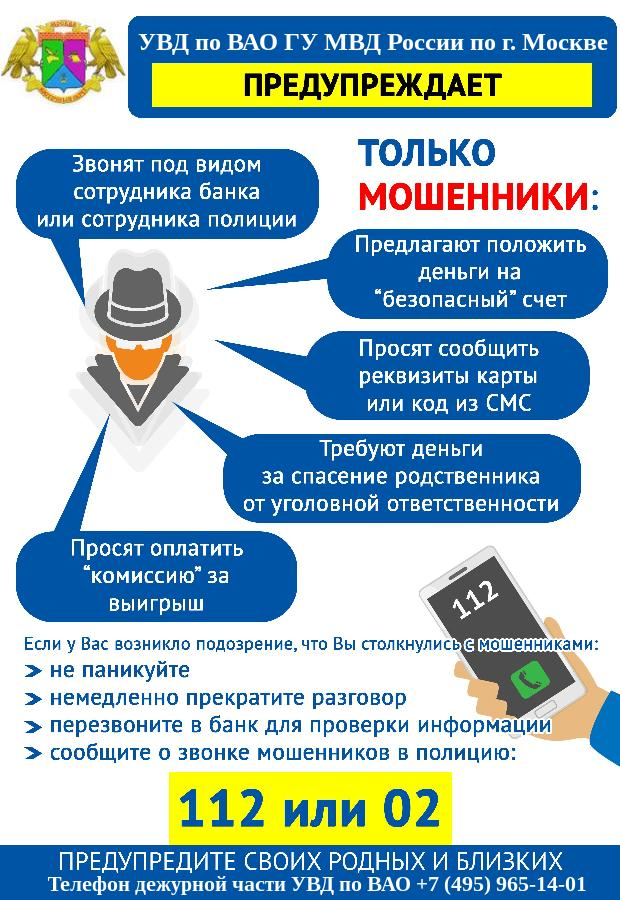 УВД по ВАО ГУ МВД России по г. Москве
ПРЕДУПРЕЖДАЕТ
ТОЛЬКО
МОШЕННИКИ:
Звонят под видом
сотрудника банка
или сотрудника полиции
Предлагают положить
деньги на
“безопасный” счет
Просят сообщить
реквизиты карты
или код из СМС
Требуют деньги
за спасение родственника
от уголовной ответственности
Просят оплатить
“комиссию” за
выигрыш
112
Если у Вас возникло подозрение, что Вы столкнулись с мошенниками:
не паникуйте
немедленно прекратите разговор
перезвоните в банк для проверки информации
сообщите о звонке мошенников в полицию:
112 или 02
ПРЕДУПРЕДИТЕ СВОИХ РОДНЫХ И БЛИЗКИХ
Телефон дежурной части УВД по ВАО +7 (495) 965-14-01